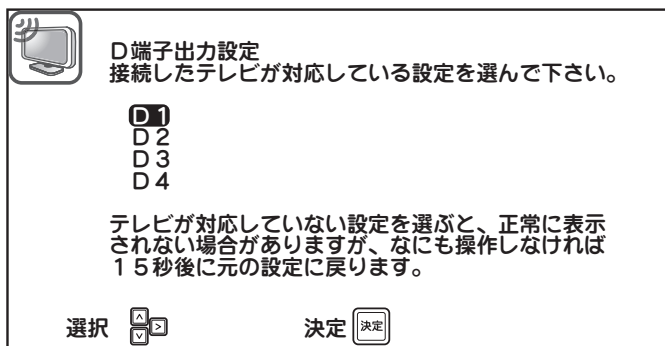 D端子出力設定
接続したテレビが対応している設定を選んで下さい。
D1
D2
D3
D4
テレビが対応していない設定を選ぶと、正常に表示
されない場合がありますが、なにも操作しなければ
15秒後に元の設定に戻ります。
選択 決定 決定